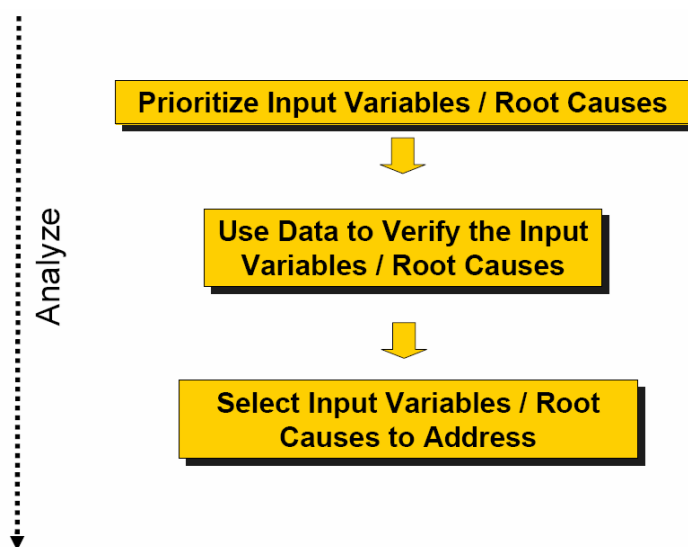 Prioritize Input Variables / Root Causes
Use Data to Verify the Input
Variables / Root Causes
Select Input Variables / Root
Causes to Address
Analyze